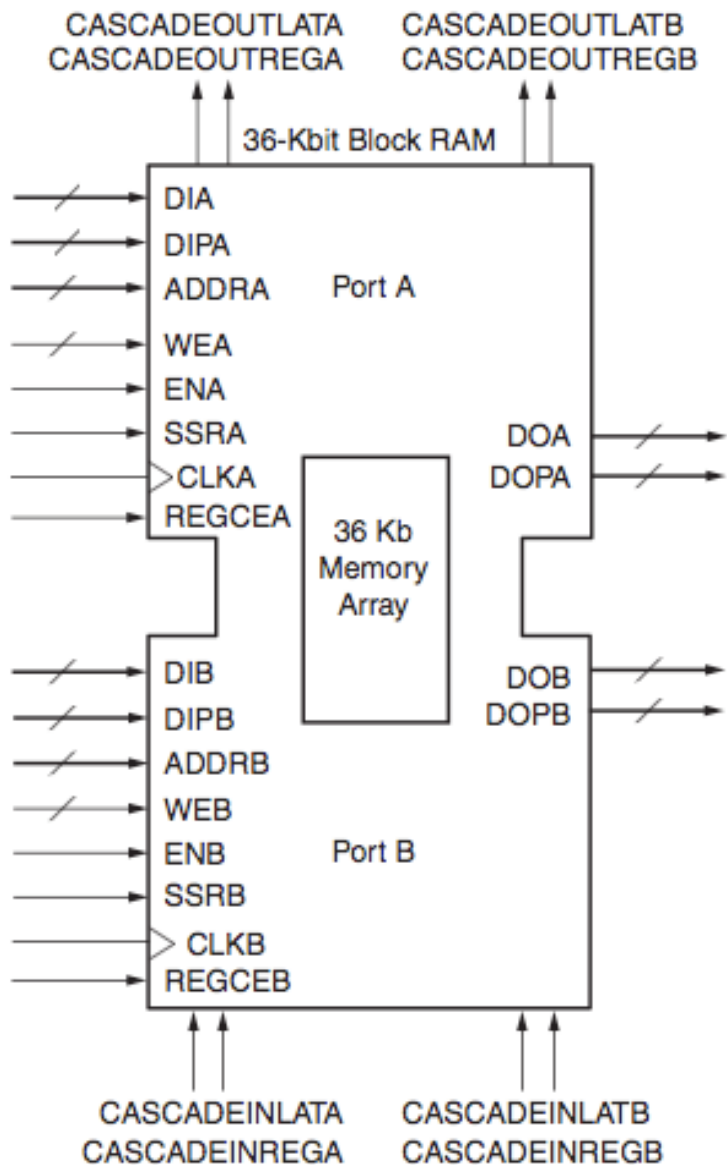 CASCADEOUTLATA CASCADEOUTLATB
CASCADEOUTREGA CASCADEOUTREGB
36-Kbit Block RAM
DIA
DIPA
ADDRA
Port A
WEA
ENA
SSRA
DOA
CLKA
DOPA
REGCEA
36 Kb
Memory
Array
DIB
DOB
DIPB
DOPB
ADDRB
WEB
ENB
Port B
SSRB
CLKB
REGCEB
CASCADEINLATA CASCADEINLATB
CASCADEINREGA CASCADEINREGB